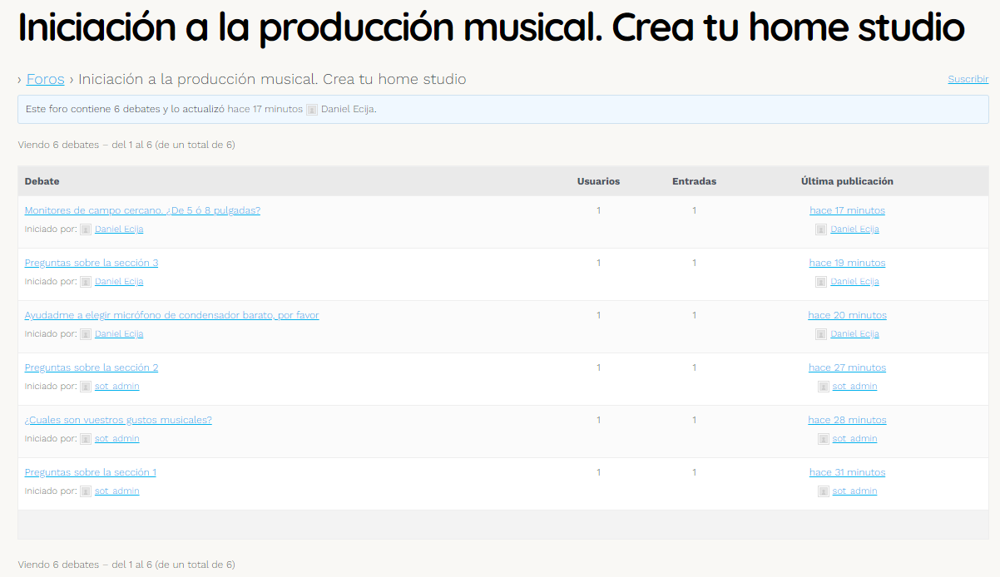 Iniciación a la producción musical. Crea tu home studio
› Foros › Iniciación a la producción musical. Crea tu home studio Suscribir
Este foro contiene 6 debates y lo actualizó hace 17 minutos Daniel Ecija.
Viendo 6 debates – del 1 al 6 (de un total de 6)
Debate Usuarios Entradas Última publicación
Monitores de campo cercano. ¿De 5 ó 8 pulgadas? 1 1 hace 17 minutos
Iniciado por: Daniel Ecija Daniel Ecija
Preguntas sobre la sección 3 1 1 hace 19 minutos
Iniciado por: Daniel Ecija Daniel Ecija
Ayudadme a elegir micrófono de condensador barato, por favor 1 1 hace 20 minutos
Iniciado por: Daniel Ecija Daniel Ecija
Preguntas sobre la sección 2 1 1 hace 27 minutos
Iniciado por: sot_admin sot_admin
¿Cuales son vuestros gustos musicales? 1 1 hace 28 minutos
Iniciado por: sot_admin sot_admin
Preguntas sobre la sección 1 1 1 hace 31 minutos
Iniciado por: sot_admin sot_admin
Viendo 6 debates – del 1 al 6 (de un total de 6)